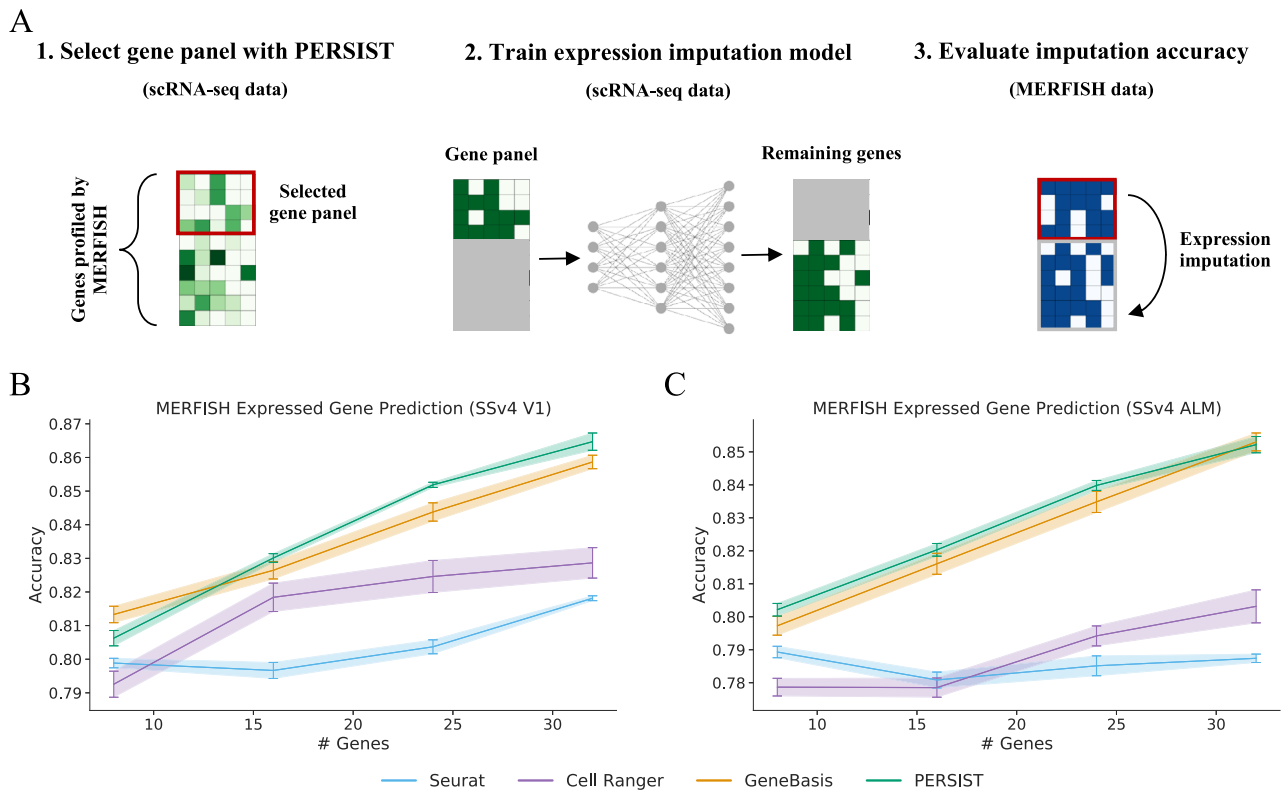 A
1. Select gene panel with PERSIST
(scRNA-seq data)
2. Train expression imputation model
(scRNA-seq data)
3. Evaluate imputation accuracy
(MERFISH data)
Genes profiled by
MERFISH
Selected
gene panel
Gene panel
Remaining genes
Expression
imputation
B
MERFISH Expressed Gene Prediction (SSv4 V1)
Accuracy
0.87
0.86
0.85
0.84
0.83
0.82
0.81
0.80
0.79
10
15
20
25
30
# Genes
C
MERFISH Expressed Gene Prediction (SSv4 ALM)
Accuracy
0.85
0.84
0.83
0.82
0.81
0.80
0.79
0.78
10
15
20
25
30
# Genes
Seurat
Cell Ranger
GeneBasis
PERSIST